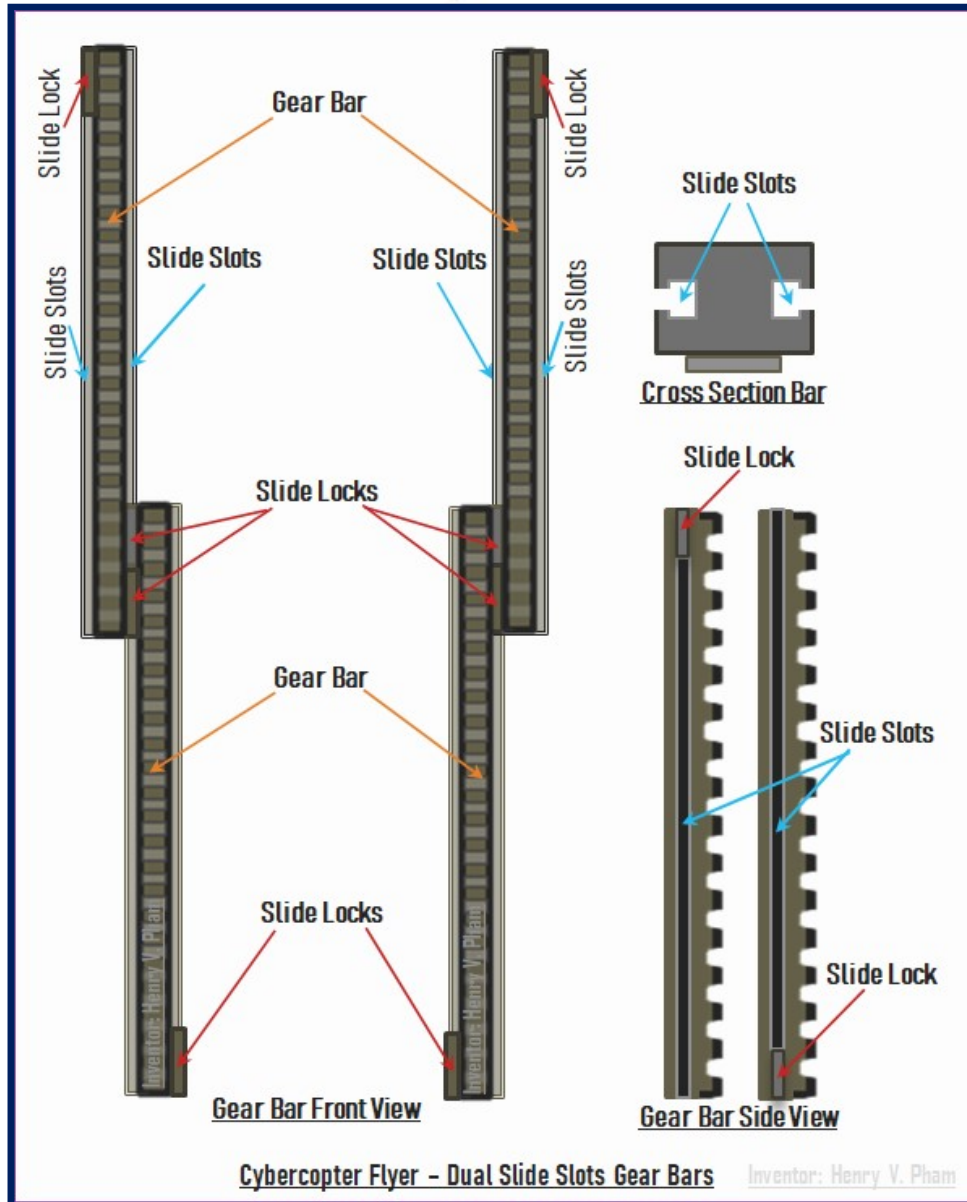 Slide Lock
Gear Bar
Slide Lock
Slide Slots
Slide Slots
Slide Slots
Slide Slots
Slide Slots
Cross Section Bar
Slide Locks
Slide Lock
Gear Bar
Slide Slots
Slide Locks
Slide Lock
Inventor: Henry V. Pham
Inventor: Henry V. Pham
Gear Bar Front View
Gear Bar Side View
Cybercopter Flyer - Dual Slide Slots Gear Bars
Inventor: Henry V. Pham